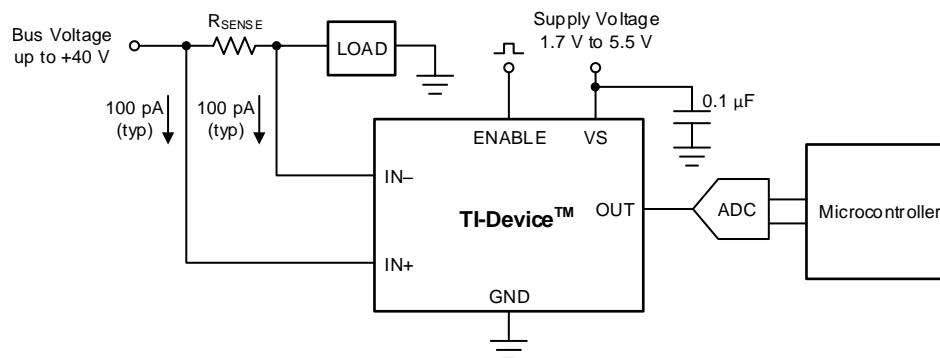 RSENSE
Bus Voltage
up to +40 V
LOAD
Supply Voltage
1.7 V to 5.5 V
100 pA
(typ)
100 pA
(typ)
0.1 µF
ENABLE
VS
IN–
TI-Device™
OUT
ADC
Microcontroller
IN+
GND